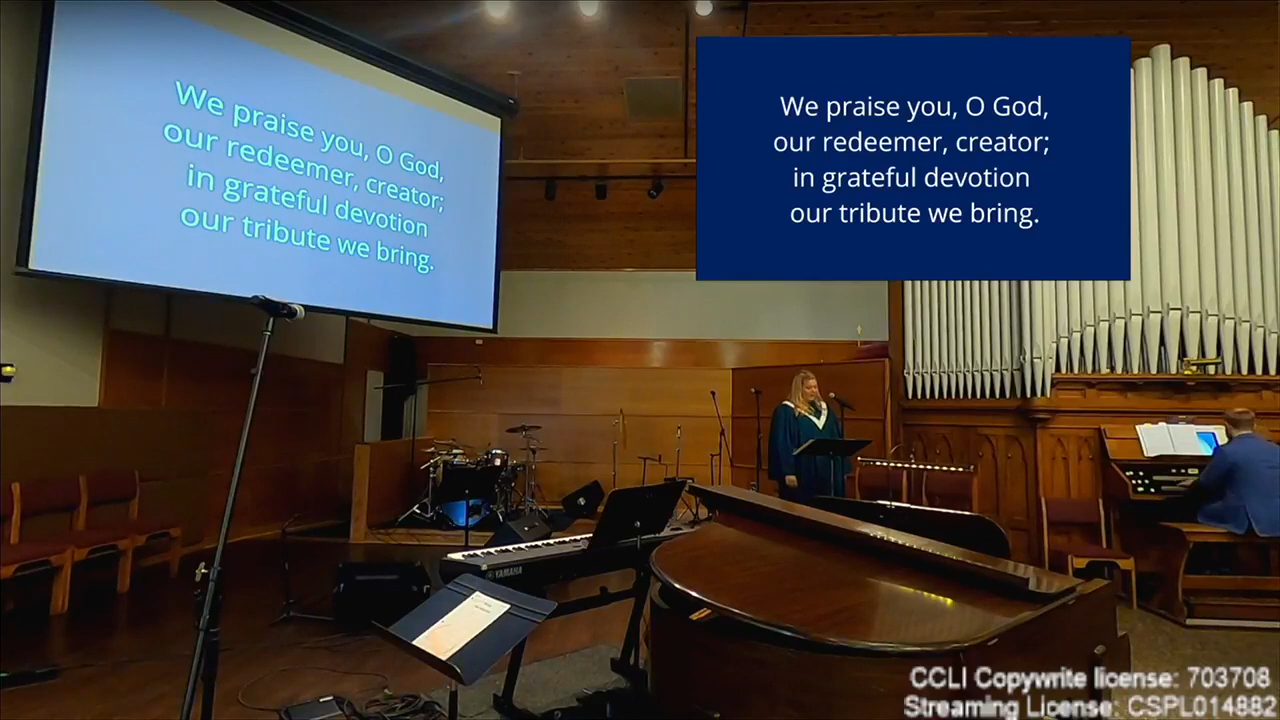 We praise you, O God,
our redeemer, creator;
in grateful devotion
our tribute we bring.
We praise you, O God,
our redeemer, creator;
in grateful devotion
our tribute we bring.
YAMAHA
CCLI Copywrite license: 703708
Streaming License: CSPL014882